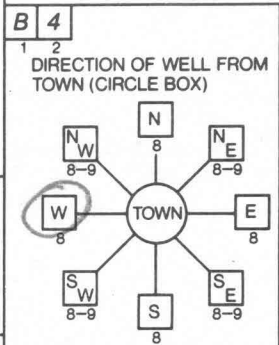 B 4
1 2
DIRECTION OF WELL FROM
TOWN (CIRCLE BOX)
N
8
N W
8-9
N E
8-9
W
8
TOWN
E
8
S W
8-9
S E
8-9
S
8